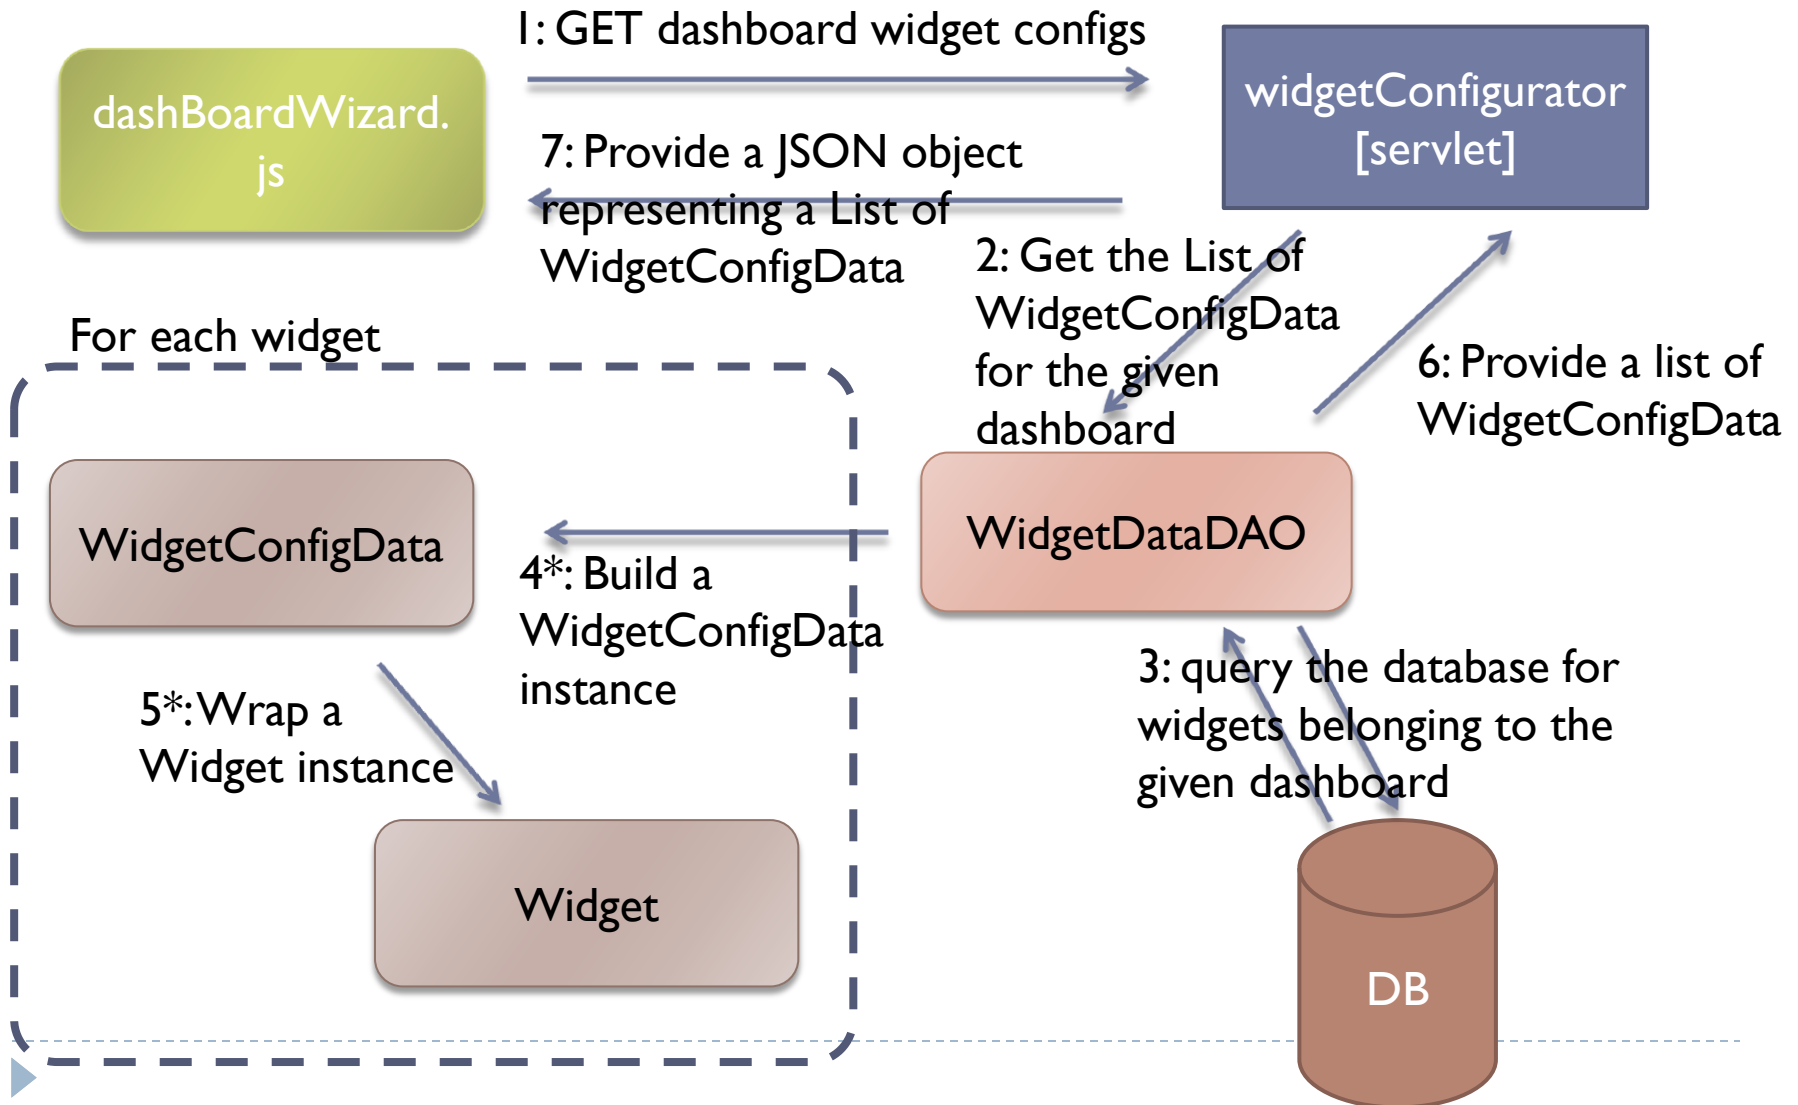 1: GET dashboard widget configs
dashBoardWizard.
js
widgetConfigurator
[servlet]
7: Provide a JSON object
representing a List of
WidgetConfigData
2: Get the List of
WidgetConfigData
for the given
dashboard
6: Provide a list of
WidgetConfigData
For each widget
WidgetConfigData
4*: Build a
WidgetConfigData
instance
WidgetDataDAO
5*: Wrap a
Widget instance
3: query the database for
widgets belonging to the
given dashboard
Widget
DB